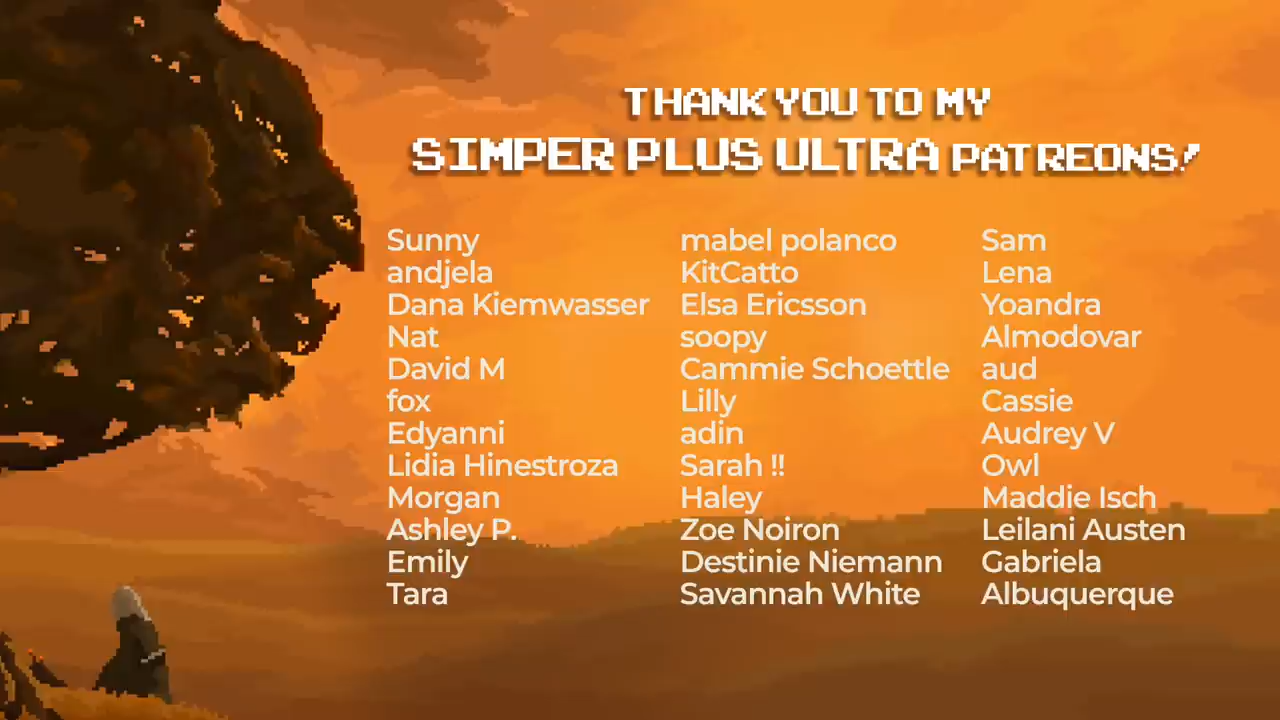 THANK YOU TO MY
SIMPER PLUS ULTRA PATREONS!
Sunny
andjela
Dana Kiemwasser
Nat
David M
fox
Edyanni
Lidia Hinestroza
Morgan
Ashley P.
Emily
Tara
mabel polanco
KitCatto
Elsa Ericsson
soopy
Cammie Schoettle
Lilly
adin
Sarah !!
Haley
Zoe Noiron
Destinie Niemann
Savannah White
Sam
Lena
Yoandra
Almodovar
aud
Cassie
Audrey V
Owl
Maddie Isch
Leilani Austen
Gabriela
Albuquerque